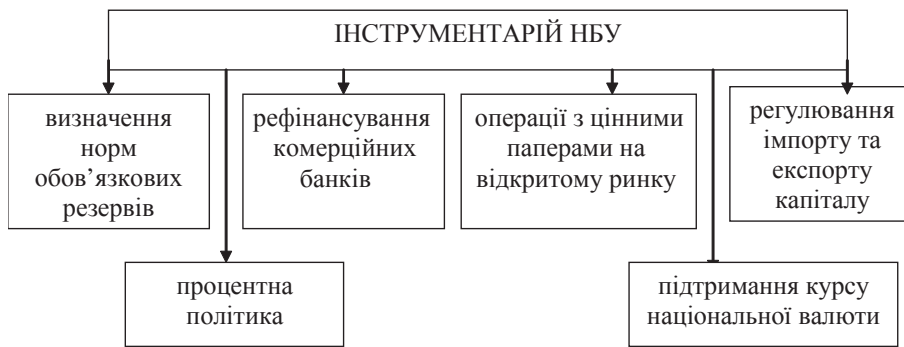 ІНСТРУМЕНТАРІЙ НБУ
визначення
норм
обов’язкових
резервів
рефінансування
комерційних
банків
операції з цінними
паперами на
відкритому ринку
регулювання
імпорту та
експорту
капіталу
процентна
політика
підтримання курсу
національної валюти